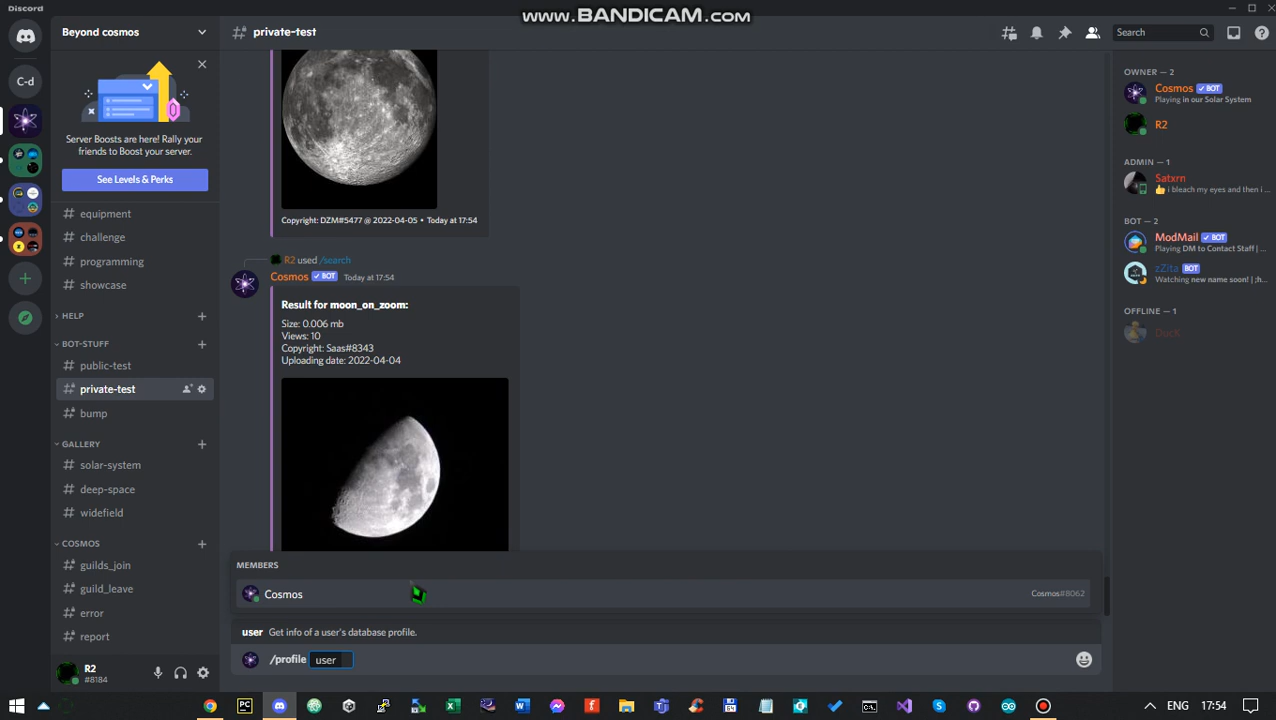 Discord
www.BANDICAM.com
Beyond cosmos
private-test
Search
C-d
Server Boosts are here! Rally your
friends to Boost your server.
See Levels & Perks
equipment
challenge
programming
showcase
HELP
BOT-STUFF
public-test
private-test
bump
GALLERY
solar-system
deep-space
widefield
COSMOS
guilds_join
guild_leave
error
report
R2
#8184
Copyright: DZM#5477 @ 2022-04-05 • Today at 17:54
R2 used /search
Cosmos BOT Today at 17:54
Result for moon_on_zoom:
Size: 0.006 mb
Views: 10
Copyright: Saas#8343
Uploading date: 2022-04-04
MEMBERS
Cosmos Cosmos#8062
user Get info of a user's database profile.
/profile user
OWNER — 2
Cosmos BOT
Playing in our Solar System
R2
ADMIN — 1
Satxrn
👍 i bleach my eyes and then i ...
BOT — 2
ModMail BOT
Playing DM to Contact Staff | ...
zZita BOT
Watching new name soon! | ;h...
OFFLINE — 1
Duck
PC
ENG
17:54